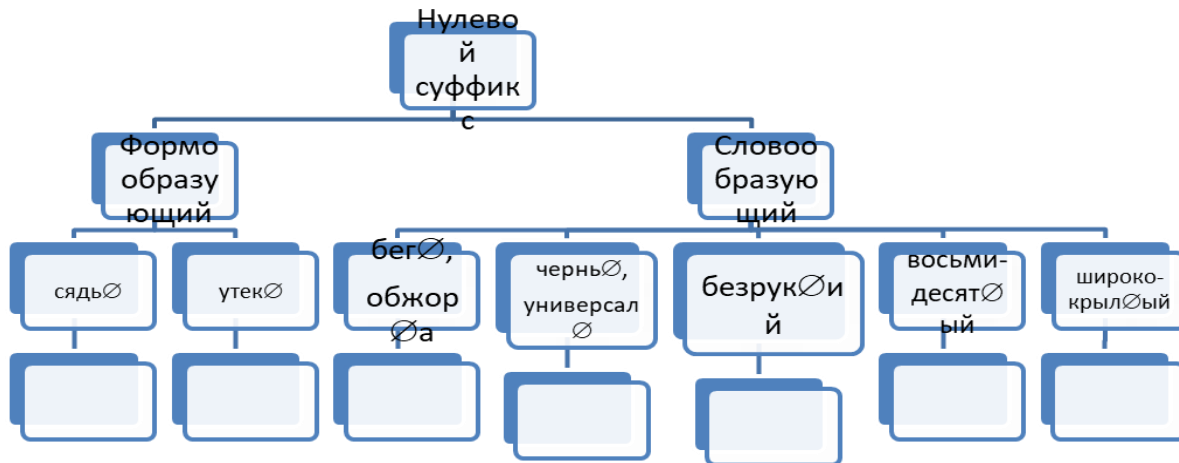 Нулево
й
суффик
с
Формо
образу
ющий
Словоо
бразую
щий
сядь∅
утек∅
бег∅,
обжор
∅а
чернь∅,
универсал
∅
безрук∅и
й
восьми-
десят∅
ый
широко-
крыл∅ый